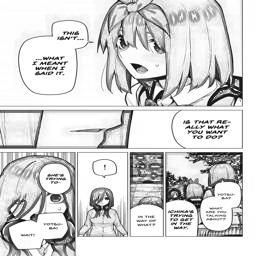 THIS
ISN'T...
...WHAT
I MEANT
WHEN I
SAID IT.
IS THAT RE-
ALLY WHAT
YOU WANT
TO DO?
YOTSU-
BA?
WHAT
ARE YOU
TALKING
ABOUT?
ICHIKA'S
TRYING TO
GET IN
THE WAY.
IN THE
WAY OF
WHAT?
!
SHE'S
TRYING
TO-
YOTSU-
BA!
WAIT!